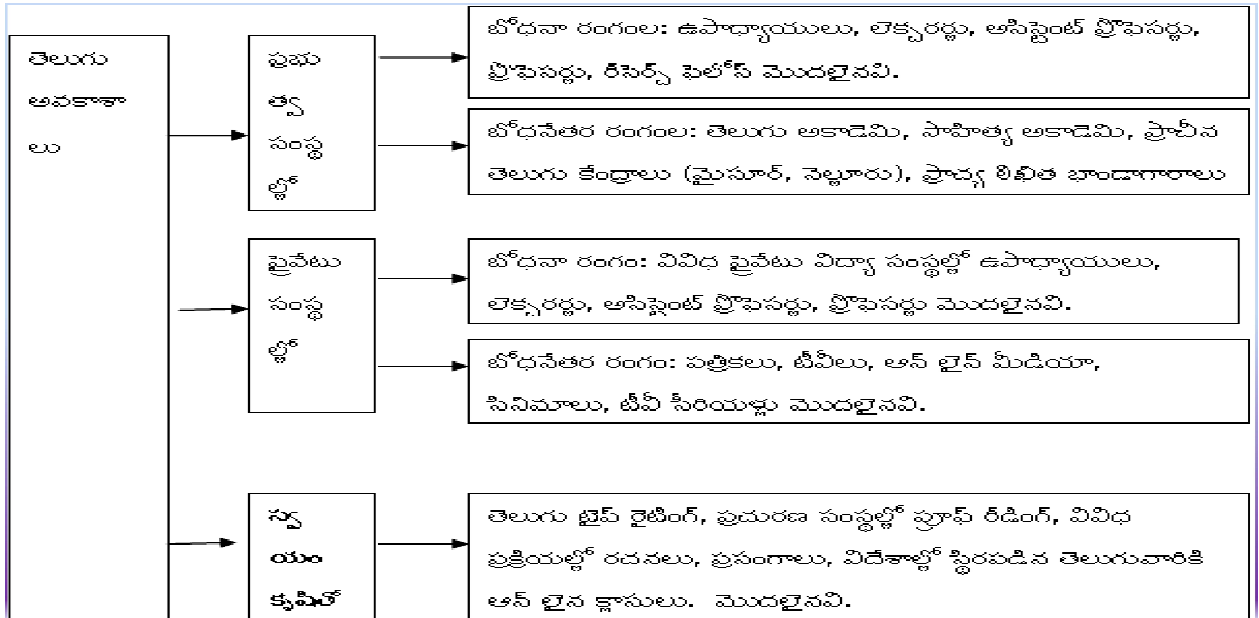 తెలుగు
అవకాశా
లు
ప్రభు
త్వ
సంస్థ
ల్లో
బోధనా రంగంల: ఉపాధ్యాయులు, లెక్చరర్లు, అసిస్టెంట్ ప్రొఫెసర్లు,
ప్రొఫెసర్లు, రీసెర్చ్ ఫెలోస్ మొదలైనవి.
బోధనేతర రంగంల: తెలుగు అకాడెమి, సాహిత్య అకాడెమి, ప్రాచీన
తెలుగు కేంద్రాలు (మైసూర్, నెల్లూరు), ప్రాచ్య లిఖిత భాండాగారాలు
ప్రైవేటు
సంస్థ
ల్లో
బోధనా రంగం: వివిధ ప్రైవేటు విద్యా సంస్థల్లో ఉపాధ్యాయులు,
లెక్చరర్లు, అసిస్టెంట్ ప్రొఫెసర్లు, ప్రొఫెసర్లు మొదలైనవి.
బోధనేతర రంగం: పత్రికలు, టీవీలు, ఆన్ లైన్ మీడియా,
సినిమాలు, టీవీ సీరియళ్లు మొదలైనవి.
స్వ
యం
కృషితో
తెలుగు టైప్ రైటింగ్, ప్రచురణ సంస్థల్లో ప్రూఫ్ రీడింగ్, వివిధ
ప్రక్రియల్లో రచనలు, ప్రసంగాలు, విదేశాల్లో స్థిరపడిన తెలుగువారికి
ఆన్ లైన క్లాసులు. మొదలైనవి.